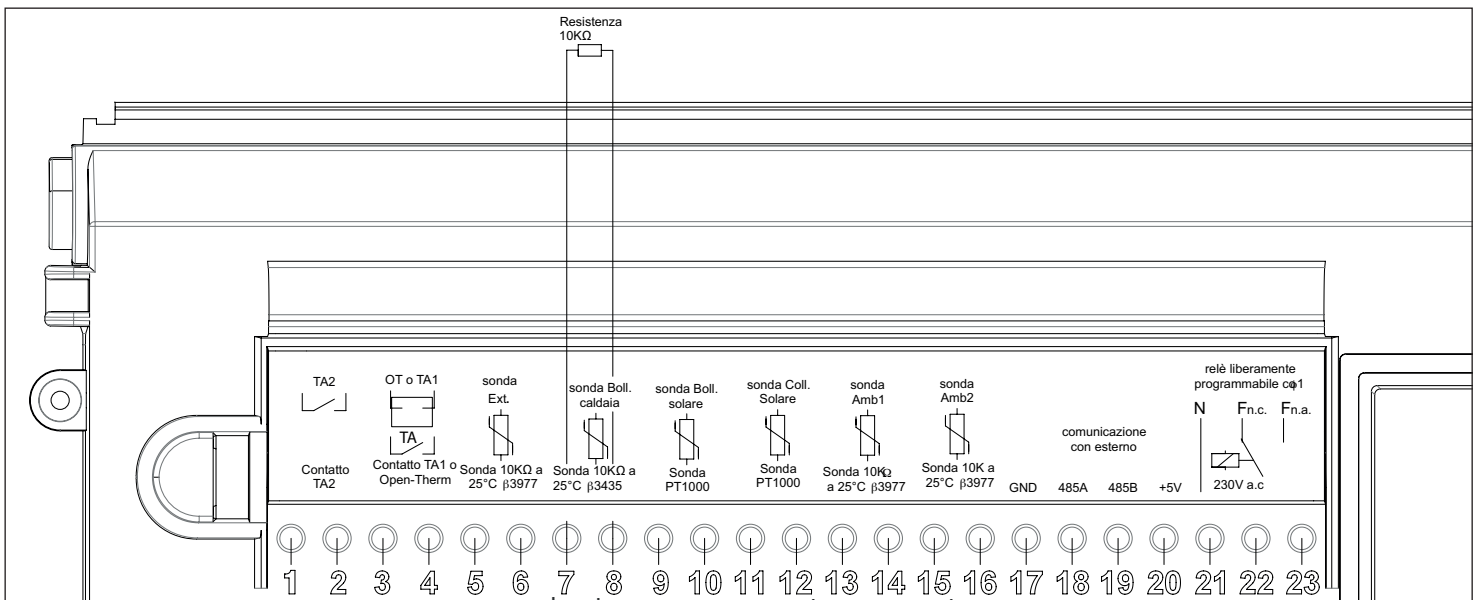 Resistenza
10KΩ
TA2
Contatto
TA2
OT o TA1
TA
Contatto TA1 o
Open-Therm
sonda
Ext.
Sonda 10KΩ a
25°C β3977
sonda Boll.
caldaia
Sonda 10KΩ a
25°C β3435
sonda Boll.
solare
Sonda
PT1000
sonda Coll.
Solare
Sonda
PT1000
sonda
Amb1
Sonda 10KΩ
a 25°C β3977
sonda
Amb2
Sonda 10K a
25°C β3977
comunicazione
con esterno
GND 485A 485B +5V
relè liberamente
N Fn.c. Fn.a.
230V a.c
1 2 3 4 5 6 7 8 9 10 11 12 13 14 15 16 17 18 19 20 21 22 23